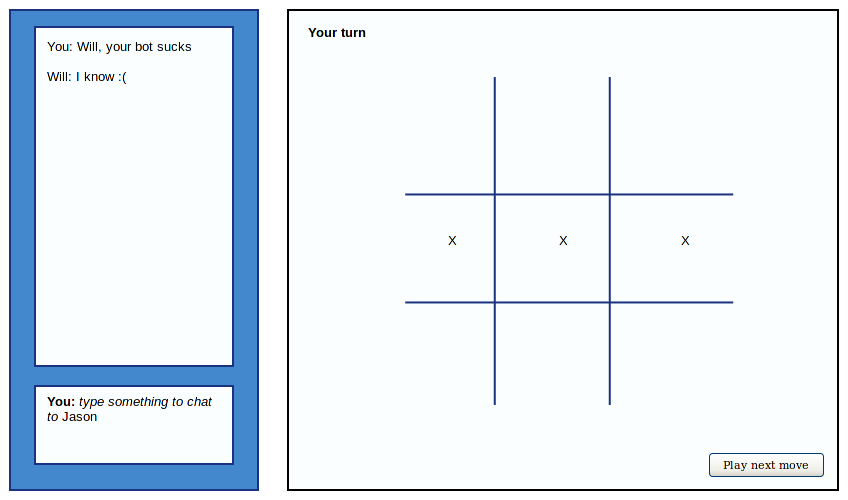 You: Will, your bot sucks
Will: I know :(
You: type something to chat
to Jason
Your turn
X X X
Play next move